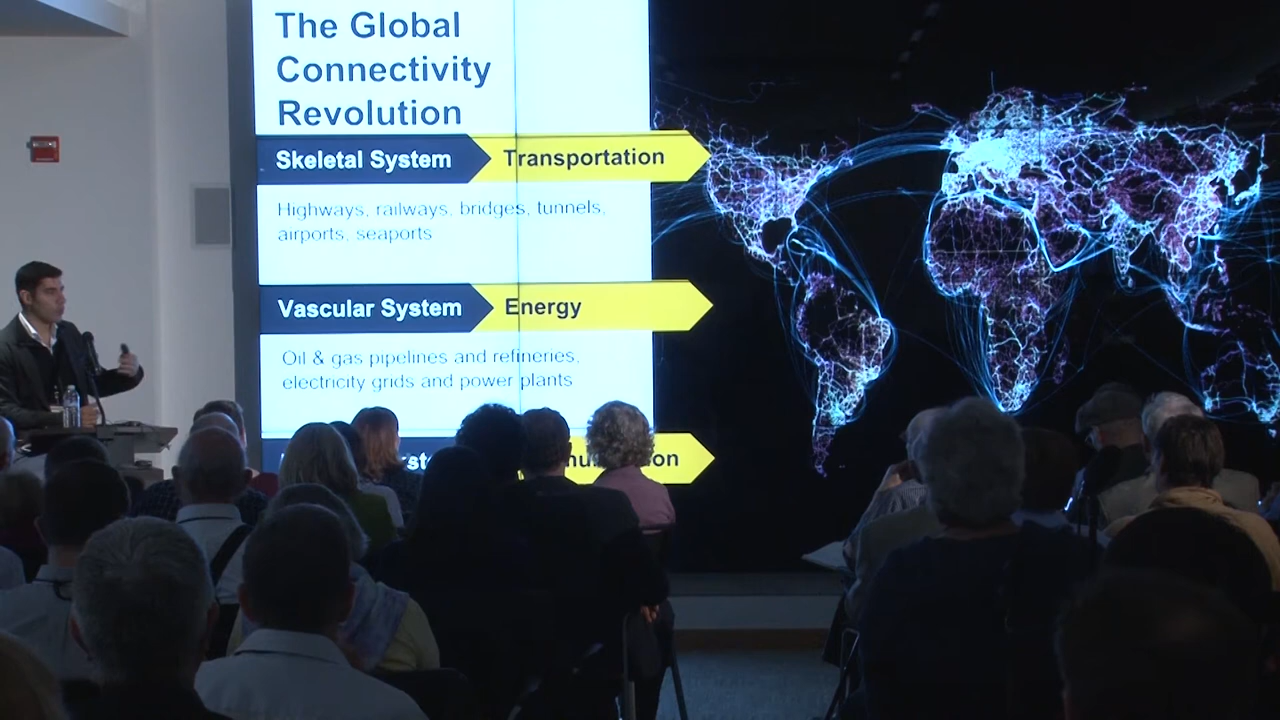 The Global
Connectivity
Revolution
Skeletal System
Transportation
Highways, railways, bridges, tunnels,
airports, seaports
Vascular System
Energy
Oil & gas pipelines and refineries,
electricity grids and power plants